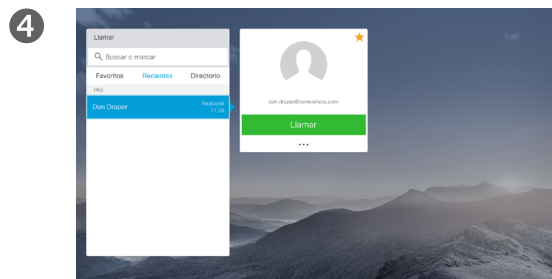 4
Llamar
Buscar o marcar
Favoritos Recientes Directorio
Hoy
Don Draper
Realizada
11:28
don.draper@somewhere.com
Llamar